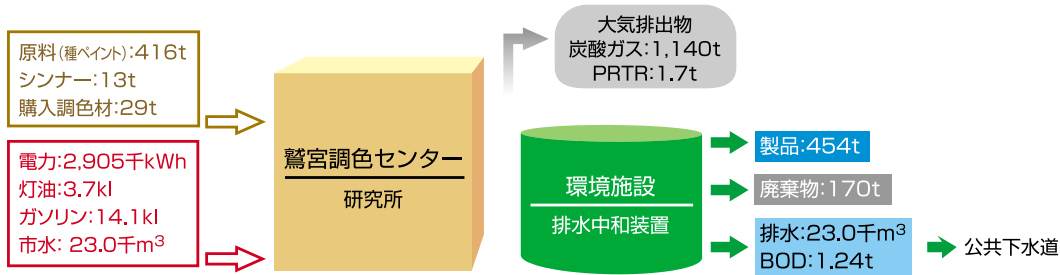 原料(種ペイント):416t
シンナー:13t
購入調色材:29t
電力:2,905千kWh
灯油:3.7kl
ガソリン:14.1kl
市水: 23.0千m³
鷲宮調色センター
研究所
大気排出物
炭酸ガス:1,140t
PRTR:1.7t
環境施設
排水中和装置
製品:454t
廃棄物:170t
排水:23.0千m³
BOD:1.24t
公共下水道